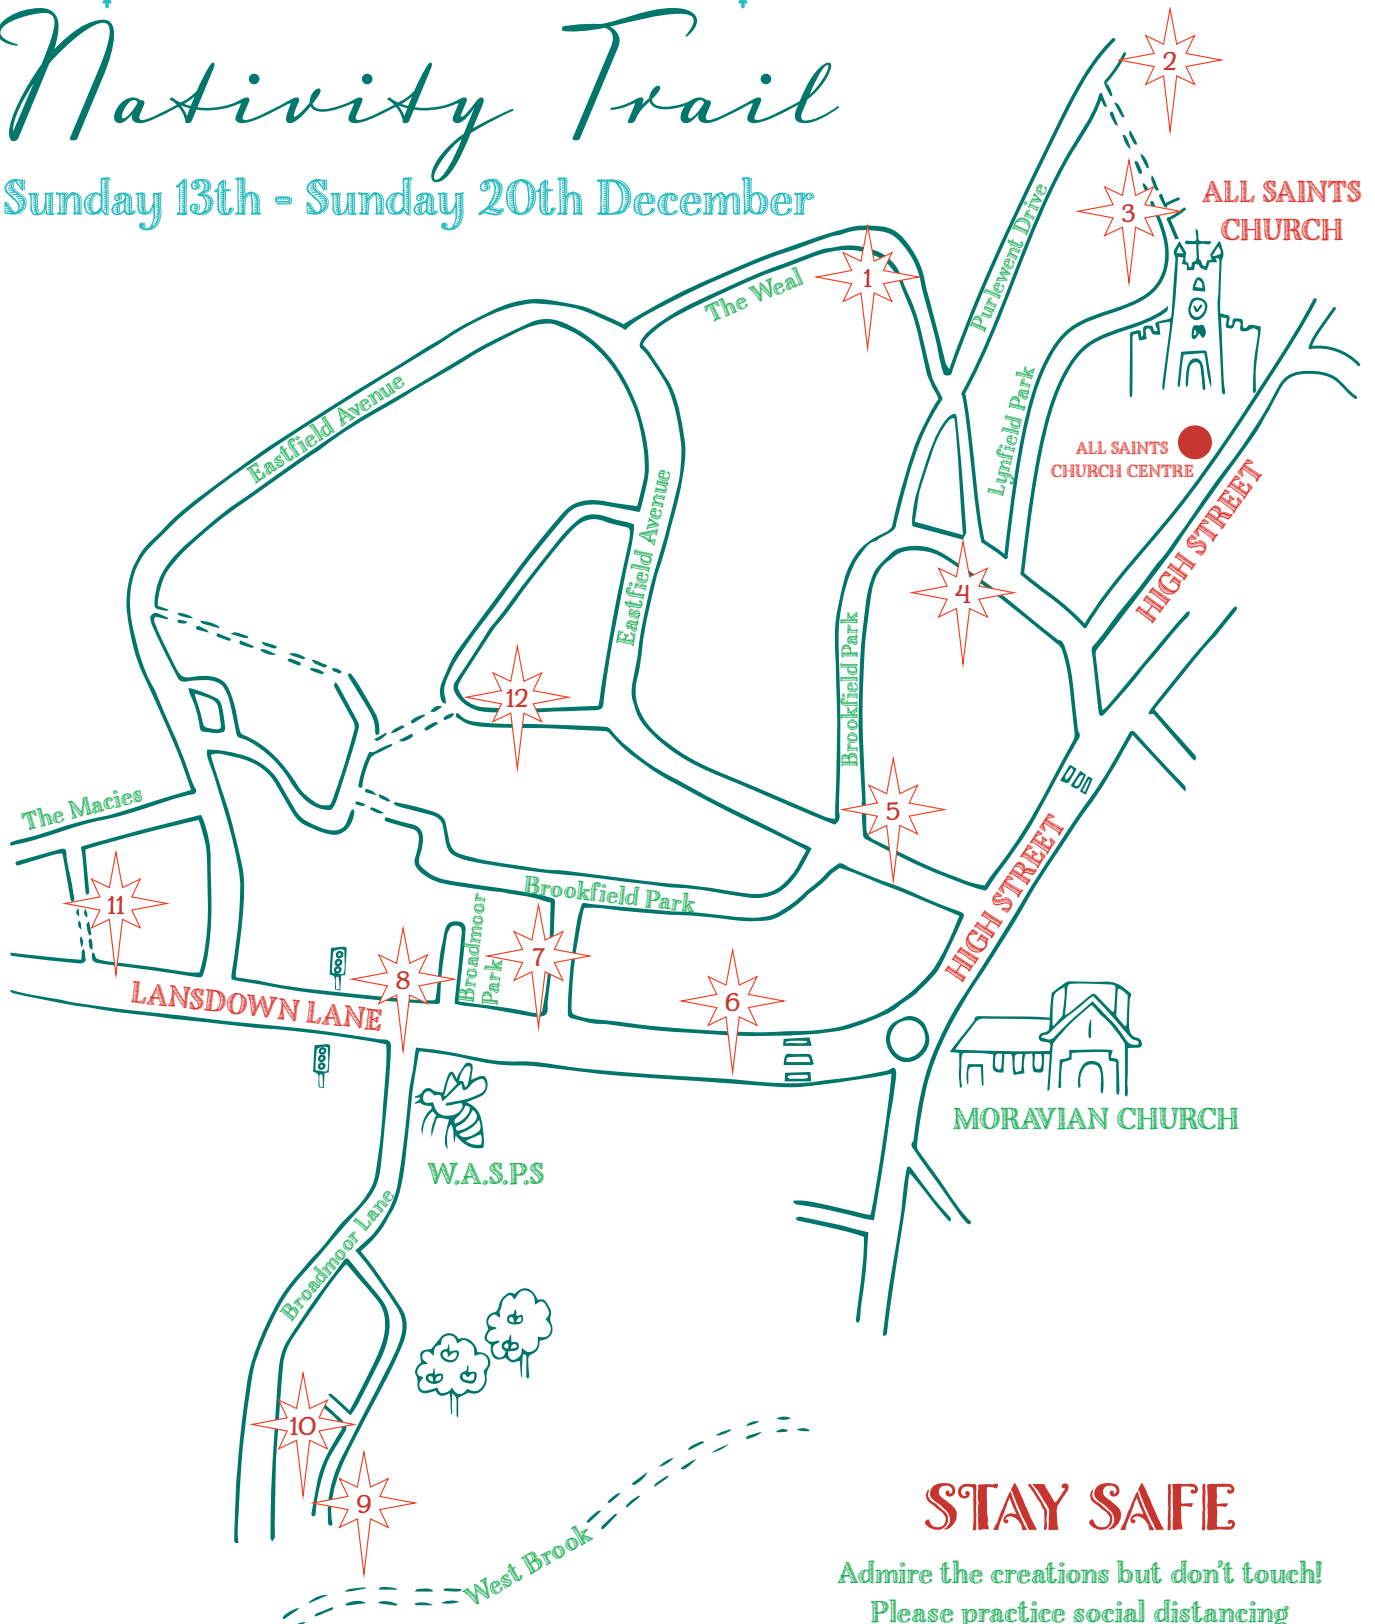 Nativity Trail
Sunday 13th - Sunday 20th December
2
3
ALL SAINTS
CHURCH
1
The Weal
Purlewent Drive
Eastfield Avenue
Lynfield Park
ALL SAINTS
CHURCH CENTRE
HIGH STREET
Eastfield Avenue
4
Brookfield Park
12
The Macies
5
HIGH STREET
Brookfield Park
11
Broadmoor
Park
7
8
6
LANSDOWN LANE
MORAVIAN CHURCH
W.A.S.P.S
Broadmoor Lane
10
9
West Brook
STAY SAFE
Admire the creations but don't touch!
Please practice social distancing